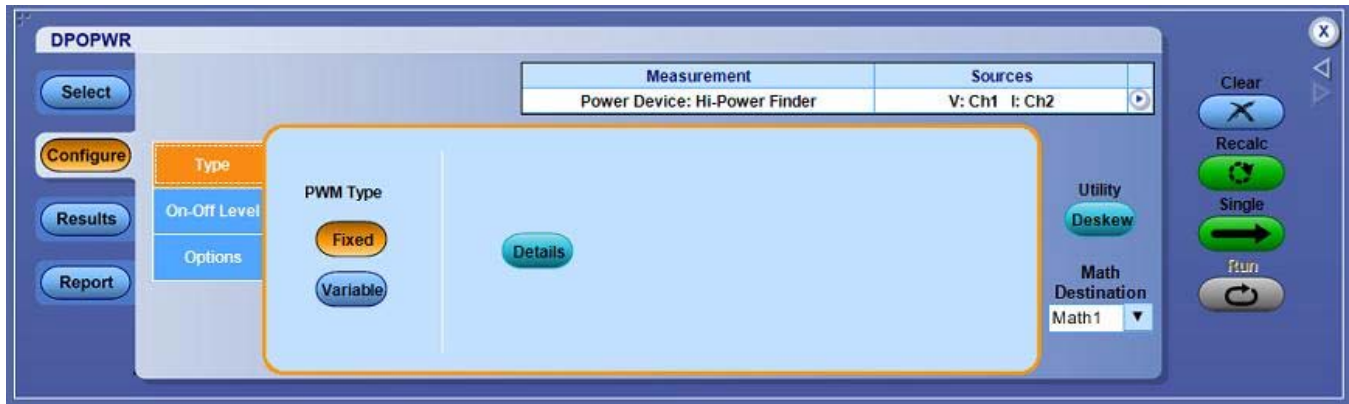 DPOPWR
Select
Configure
Results
Report
Measurement Sources
Power Device: Hi-Power Finder V: Ch1 I: Ch2
Type
On-Off Level
Options
PWM Type
Fixed
Variable
Details
Utility
Deskew
Math
Destination
Math1
X
Clear
Recalc
Single
Run